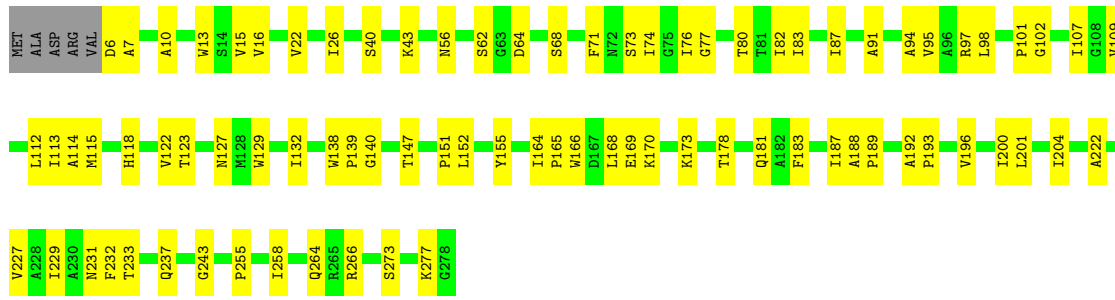 MET ALA ASP ARG VAL D6 A7 A10 W13 S14 V15 V16 V22 I26 S40 K43 N56 S62 G63 D64 S68 F71 N72 S73 I74 G75 I76 G77 T80 T81 I82 I83 I87 A91 A94 V95 A96 R97 L98 P101 G102 I107 G108 V109
L112 I113 A114 M115 H118 V122 T123 N127 M128 W129 I132 W138 P139 G140 T147 P151 L152 Y155 I164 P165 W166 D167 L168 E169 K170 K173 T178 Q181 A182 F183 I187 A188 P189 A192 P193 V196 I200 L201 I204 A222
V227 A228 I229 A230 N231 F232 T233 Q237 G243 P255 I258 Q264 R265 R266 S273 K277 G278